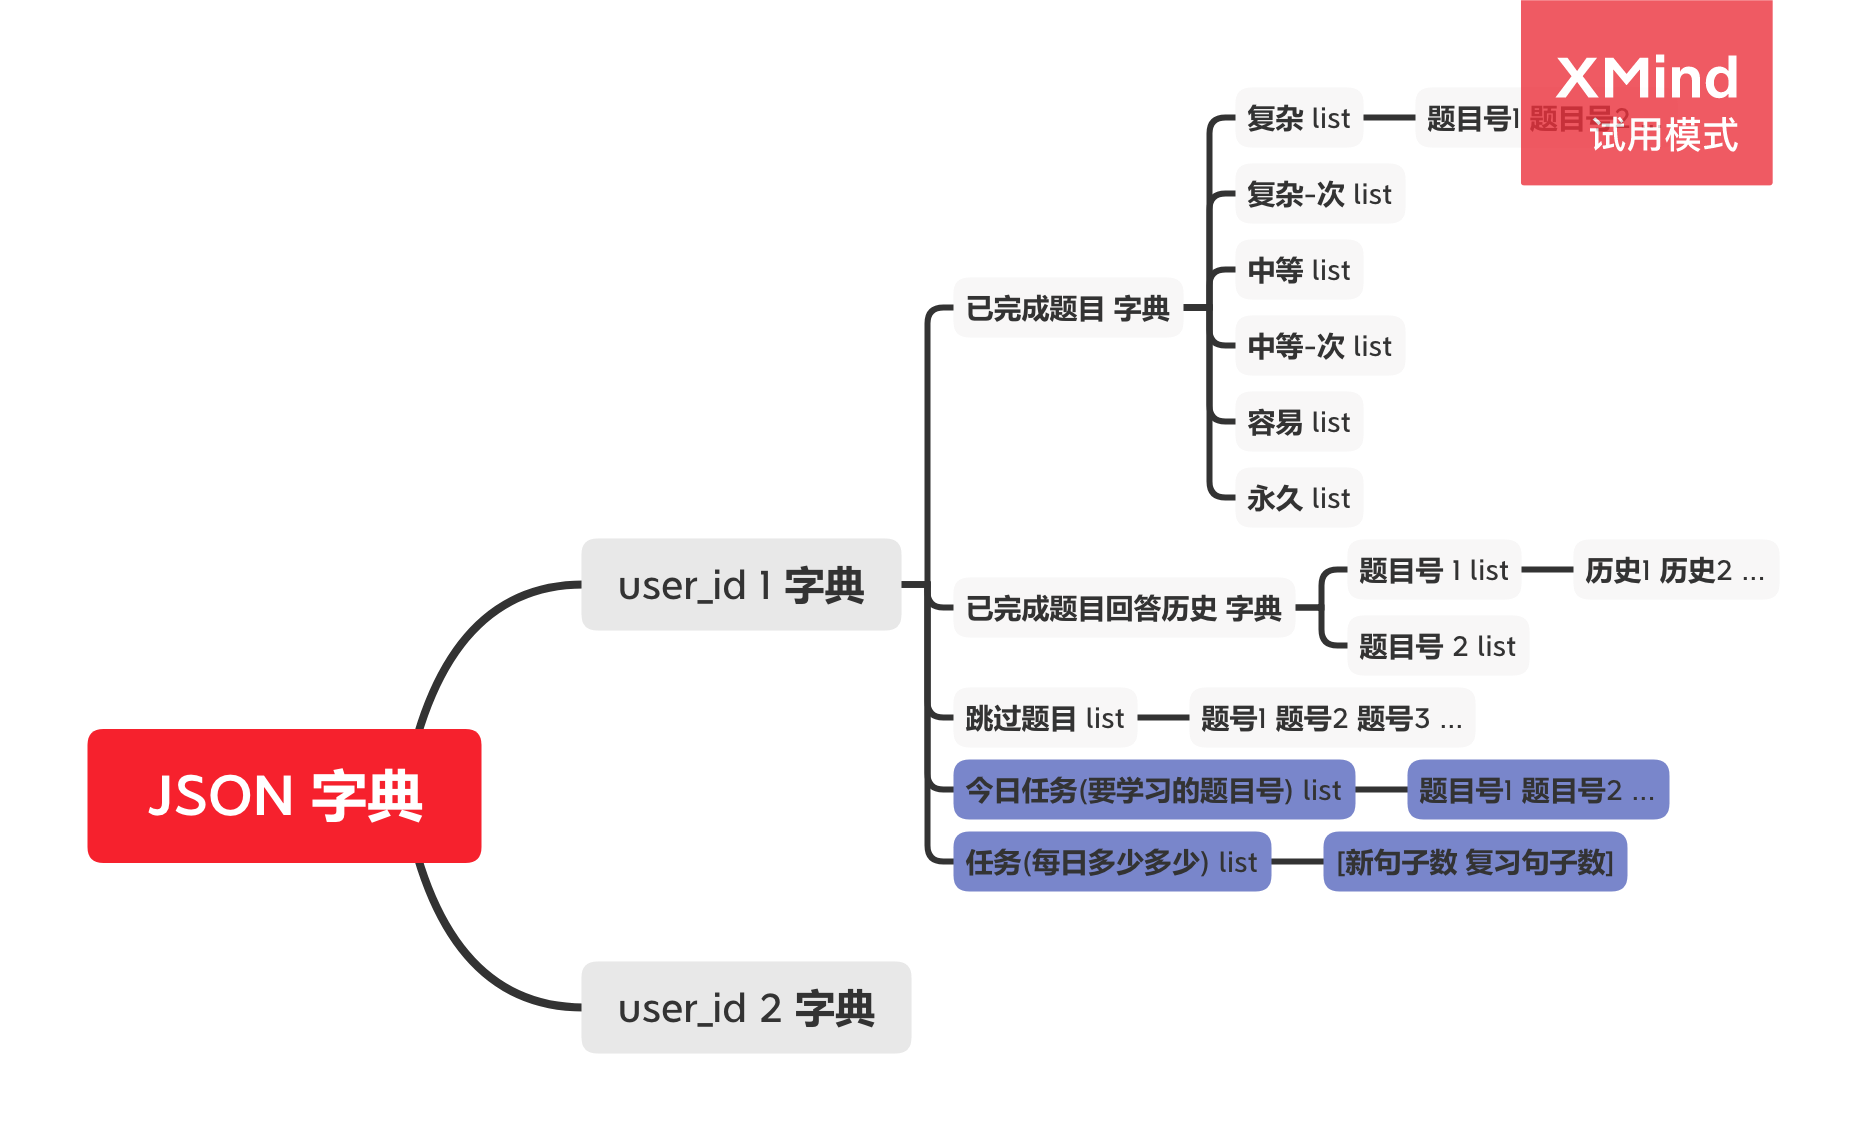 XMind
试用模式
复杂 list
题目号1 题目号2
复杂-次 list
中等 list
中等-次 list
容易 list
永久 list
已完成题目 字典
user_id 1 字典
已完成题目回答历史 字典
题目号 1 list
历史1 历史2 ...
题目号 2 list
跳过题目 list
题号1 题号2 题号3 ...
JSON 字典
今日任务(要学习的题目号) list
题目号1 题目号2 ...
任务(每日多少多少) list
[新句子数 复习句子数]
user_id 2 字典